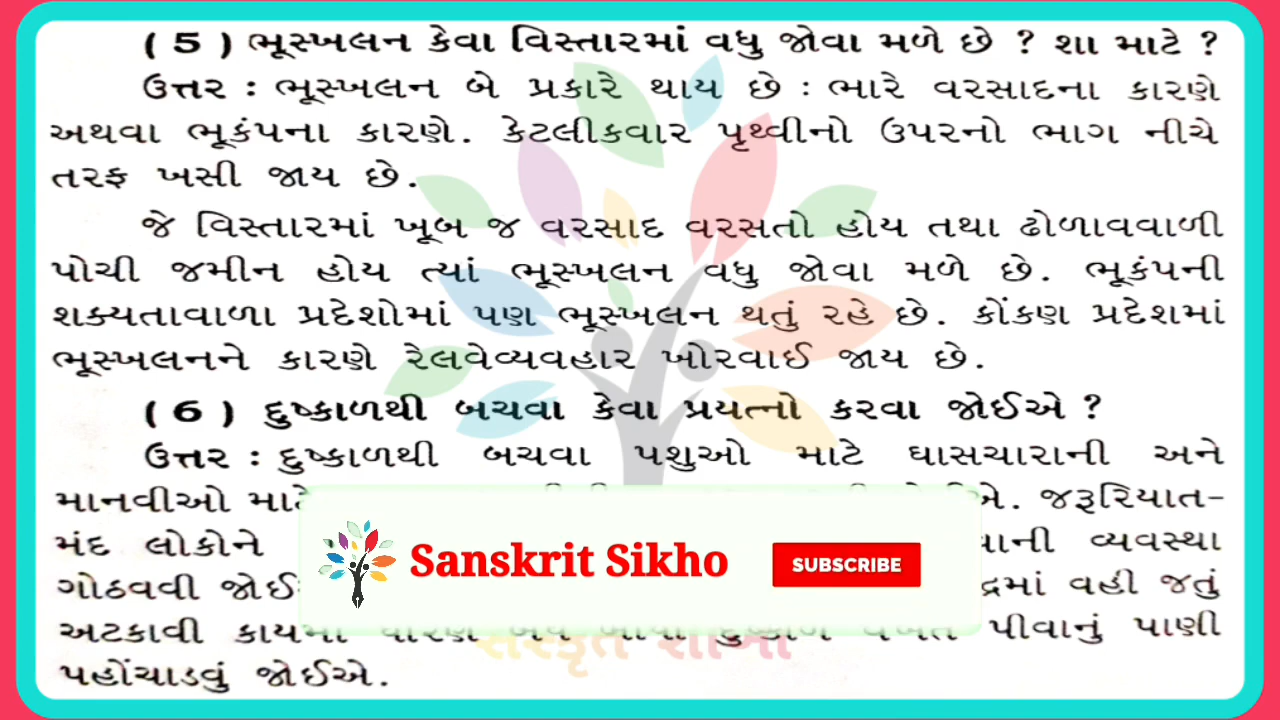 ( 5 ) ભૂસ્ખલન કેવા વિસ્તારમાં વધુ જોવા મળે છે ? શા માટે ?
ઉત્તર : ભૂસ્ખલન બે પ્રકારે થાય છે : ભારે વરસાદના કારણે
અથવા ભૂકંપના કારણે. કેટલીકવાર પૃથ્વીનો ઉપરનો ભાગ નીચે
તરફ ખસી જાય છે.
જે વિસ્તારમાં ખૂબ જ વરસાદ વરસતો હોય તથા ઢોળાવવાળી
પોચી જમીન હોય ત્યાં ભૂસ્ખલન વધુ જોવા મળે છે. ભૂકંપની
શક્યતાવાળા પ્રદેશોમાં પણ ભૂસ્ખલન થતું રહે છે. કોંકણ પ્રદેશમાં
ભૂસ્ખલનને કારણે રેલવેવ્યવહાર ખોરવાઈ જાય છે.
( 6 ) દુષ્કાળથી બચવા કેવા પ્રયત્નો કરવા જોઈએ ?
ઉત્તર : દુષ્કાળથી બચવા પશુઓ માટે ઘાસચારાની અને
માનવીઓ જરૂરિયાત-
મંદ લોકોને વ્યવસ્થા
ગોઠવવી વહી જતું
અટકાવી પીવાનું પાણી
પહોંચાડવું જોઈએ.
Sanskrit Sikho
SUBSCRIBE
સંસ્કૃત શીખો